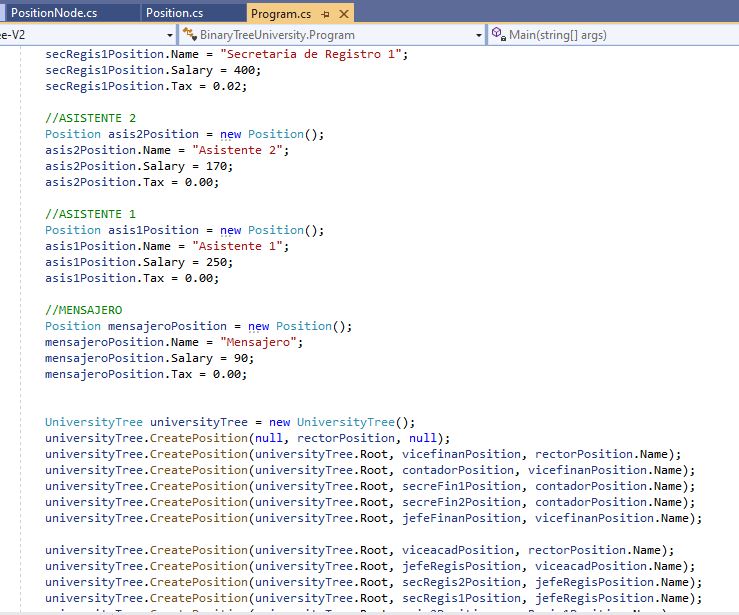 PositionNode.cs Position.cs Program.cs
ee-V2 BinaryTreeUniversity.Program Main(string[] args)
secRegis1Position.Name = "Secretaria de Registro 1";
secRegis1Position.Salary = 400;
secRegis1Position.Tax = 0.02;
//ASISTENTE 2
Position asis2Position = new Position();
asis2Position.Name = "Asistente 2";
asis2Position.Salary = 170;
asis2Position.Tax = 0.00;
//ASISTENTE 1
Position asis1Position = new Position();
asis1Position.Name = "Asistente 1";
asis1Position.Salary = 250;
asis1Position.Tax = 0.00;
//MENSAJERO
Position mensajeroPosition = new Position();
mensajeroPosition.Name = "Mensajero";
mensajeroPosition.Salary = 90;
mensajeroPosition.Tax = 0.00;
UniversityTree universityTree = new UniversityTree();
universityTree.CreatePosition(null, rectorPosition, null);
universityTree.CreatePosition(universityTree.Root, vicefinanPosition, rectorPosition.Name);
universityTree.CreatePosition(universityTree.Root, contadorPosition, vicefinanPosition.Name);
universityTree.CreatePosition(universityTree.Root, secreFin1Position, contadorPosition.Name);
universityTree.CreatePosition(universityTree.Root, secreFin2Position, contadorPosition.Name);
universityTree.CreatePosition(universityTree.Root, jefeFinanPosition, vicefinanPosition.Name);
universityTree.CreatePosition(universityTree.Root, viceacadPosition, rectorPosition.Name);
universityTree.CreatePosition(universityTree.Root, jefeRegisPosition, viceacadPosition.Name);
universityTree.CreatePosition(universityTree.Root, secRegis2Position, jefeRegisPosition.Name);
universityTree.CreatePosition(universityTree.Root, secRegis1Position, jefeRegisPosition.Name);